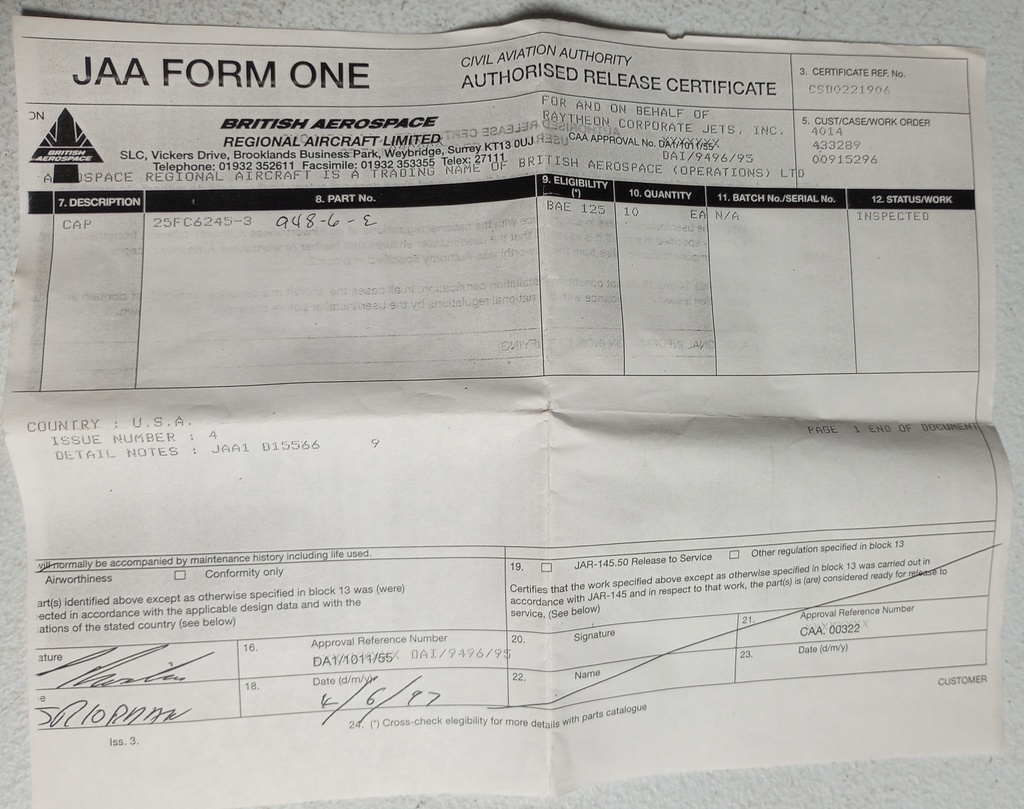 JAA FORM ONE
CIVIL AVIATION AUTHORITY
AUTHORISED RELEASE CERTIFICATE
3. CERTIFICATE REF. No.
CSD0221906
BRITISH AEROSPACE
BRITISH AEROSPACE
REGIONAL AIRCRAFT LIMITED
SLC, Vickers Drive, Brooklands Business Park, Weybridge, Surrey KT13 0UJ
Telephone: 01932 352611 Facsimile: 01932 353355 Telex: 27111
FOR AND ON BEHALF OF
RAYTHEON CORPORATE JETS, INC.
CAA APPROVAL No. DAI/1011/55
DAI/9496/95
5. CUST/CASE/WORK ORDER
4014
433289
00915296
SPACE REGIONAL AIRCRAFT IS A TRADING NAME OF BRITISH AEROSPACE (OPERATIONS) LTD
7. DESCRIPTION 8. PART No. 9. ELIGIBILITY (*) 10. QUANTITY 11. BATCH No./SERIAL No. 12. STATUS/WORK
CAP 25FC6245-3 948-6-E BAE 125 10 EA N/A INSPECTED
COUNTRY : U.S.A.
ISSUE NUMBER : 4
DETAIL NOTES : JAA1 D15566 9
PAGE 1 END OF DOCUMENT
will normally be accompanied by maintenance history including life used.
Airworthiness Conformity only
art(s) identified above except as otherwise specified in block 13 was (were)
ected in accordance with the applicable design data and with the
ations of the stated country (see below)
19. JAR-145.50 Release to Service Other regulation specified in block 13
Certifies that the work specified above except as otherwise specified in block 13 was carried out in
accordance with JAR-145 and in respect to that work, the part(s) is (are) considered ready for release to
service. (See below)
ature
16. Approval Reference Number
DA1/1011/55 DAI/9496/95
20. Signature
21. Approval Reference Number
CAA. 00322
e
18. Date (d/m/y)
4/6/97
22. Name
23. Date (d/m/y)
24. (*) Cross-check elegibility for more details with parts catalogue
CUSTOMER
Iss. 3.